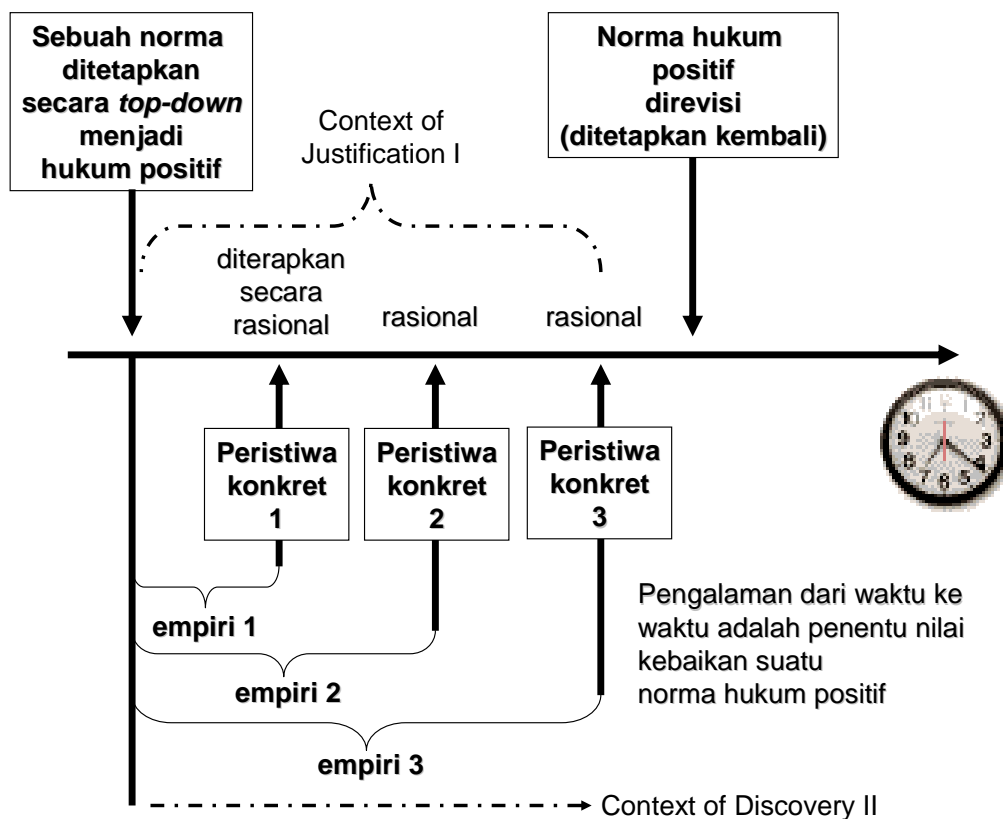 Sebuah norma
ditetapkan
secara top-down
menjadi
hukum positif
Context of
Justification I
Norma hukum
positif
direvisi
(ditetapkan kembali)
diterapkan
secara
rasional
rasional
rasional
Peristiwa
konkret
1
Peristiwa
konkret
2
Peristiwa
konkret
3
empiri 1
empiri 2
empiri 3
Pengalaman dari waktu ke
waktu adalah penentu nilai
kebaikan suatu
norma hukum positif
Context of Discovery II